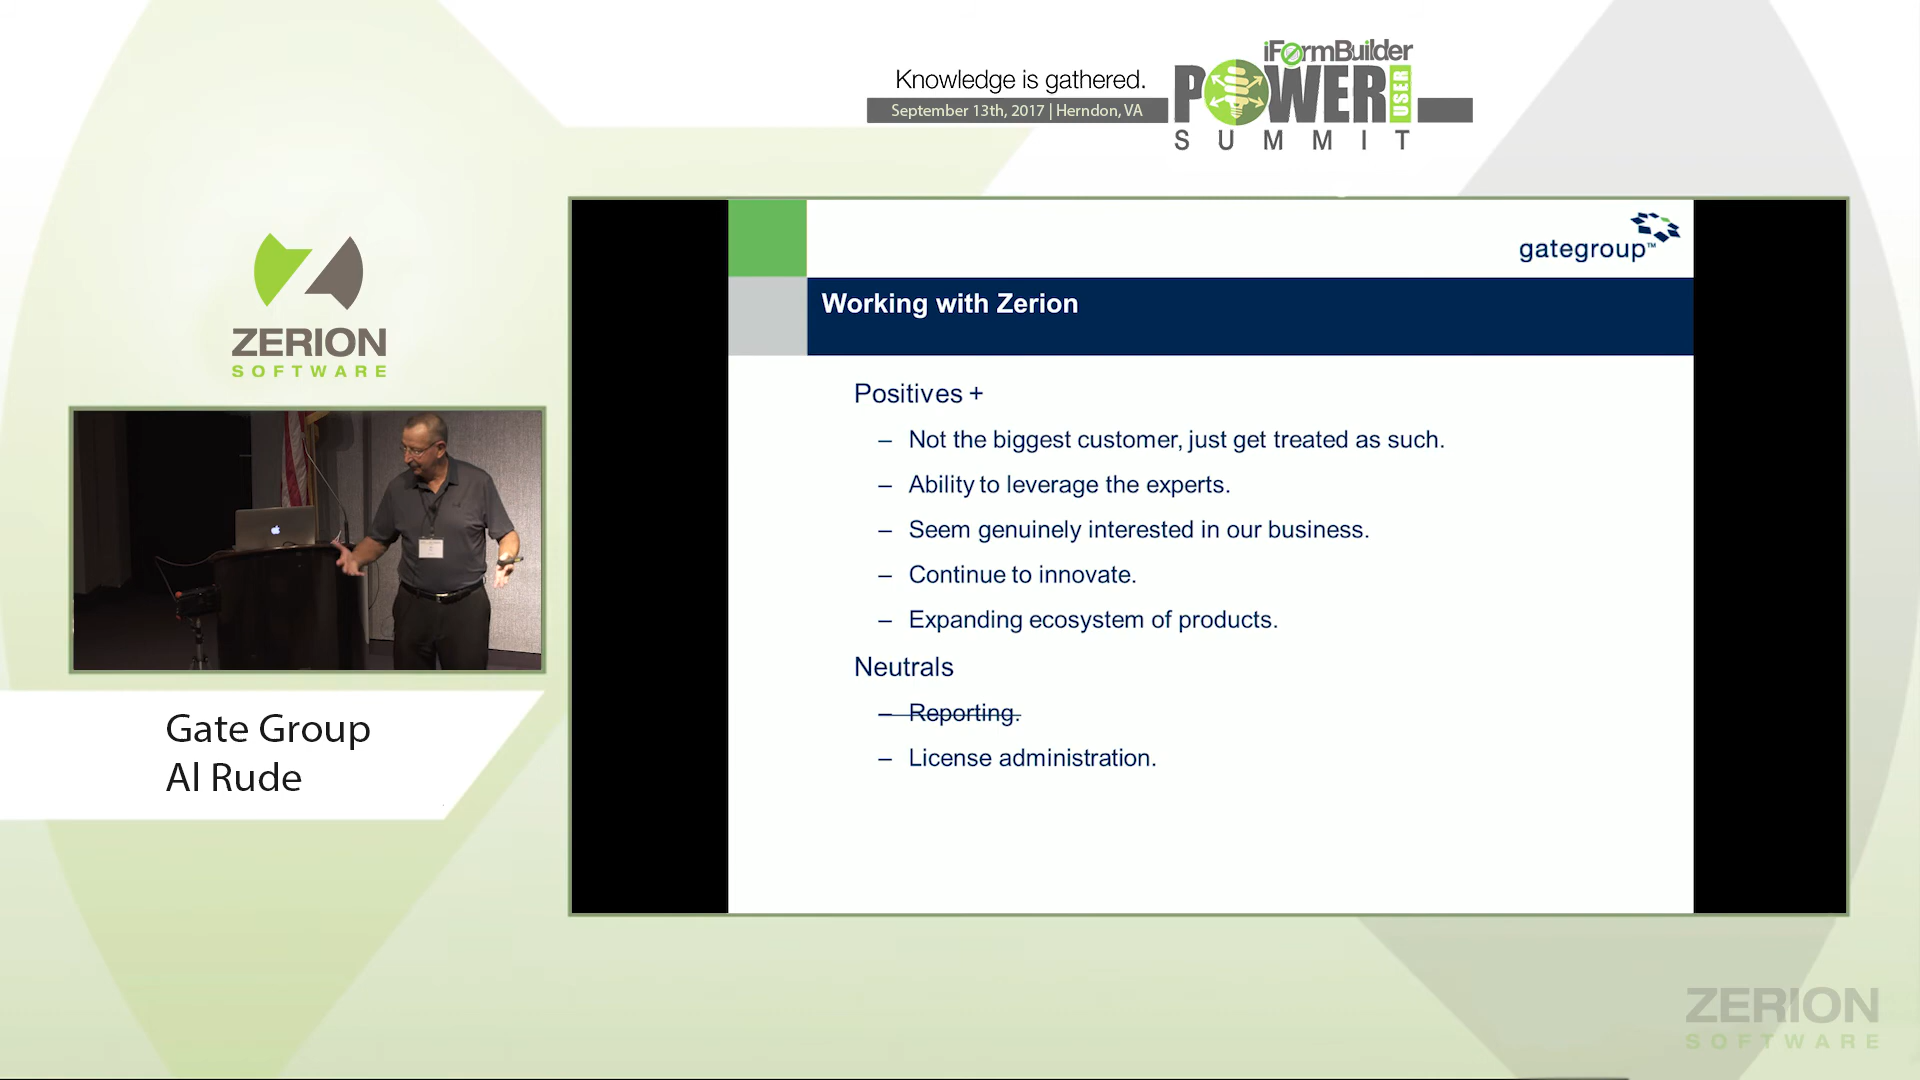 iFormBuilder
Knowledge is gathered.
POWER USER
September 13th, 2017 | Herndon, VA
SUMMIT
ZERION
SOFTWARE
gategroup™
Working with Zerion
Positives +
– Not the biggest customer, just get treated as such.
– Ability to leverage the experts.
– Seem genuinely interested in our business.
– Continue to innovate.
– Expanding ecosystem of products.
Neutrals
– Reporting.
– License administration.
Gate Group
Al Rude
ZERION
SOFTWARE